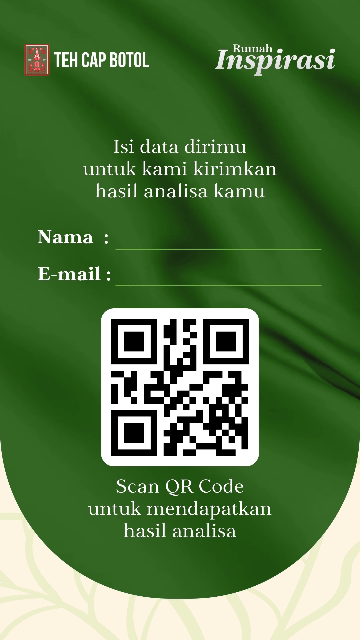 TEH CAP BOTOL
Rumah
Inspirasi
Isi data dirimu
untuk kami kirimkan
hasil analisa kamu
Nama :
E-mail :
Scan QR Code
untuk mendapatkan
hasil analisa